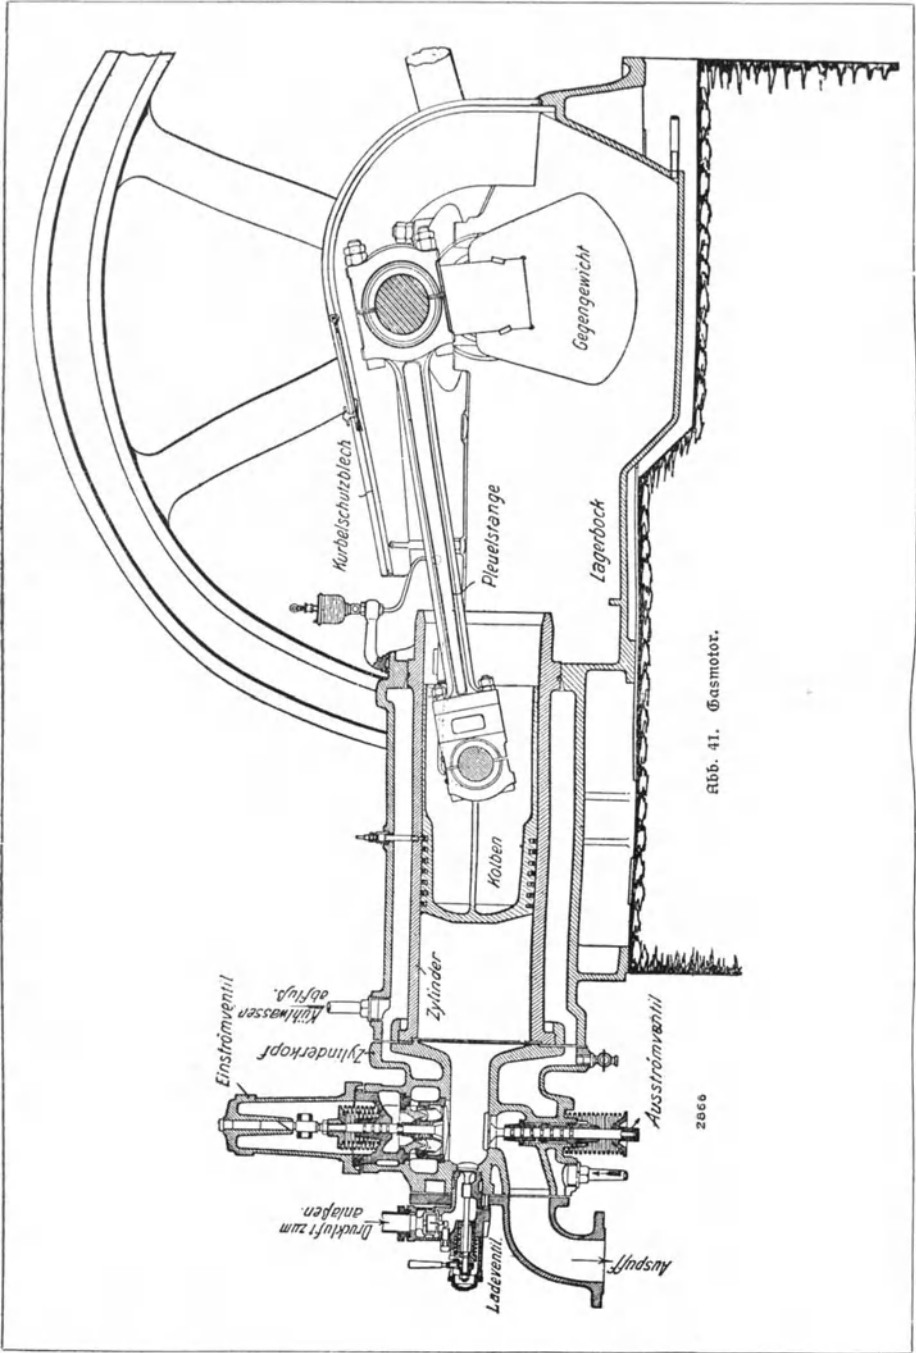 Einströmventil
Kühlwasser
abfluß.
Zylinderkopf
Druckluft zum
anlaßen.
Ladeventil.
Auspuff
Ausströmventil
Zylinder
Kolben
Kurbelschutzblech
Pleuelstange
Gegengewicht
Lagerbock
2866
Abb. 41. Gasmotor.